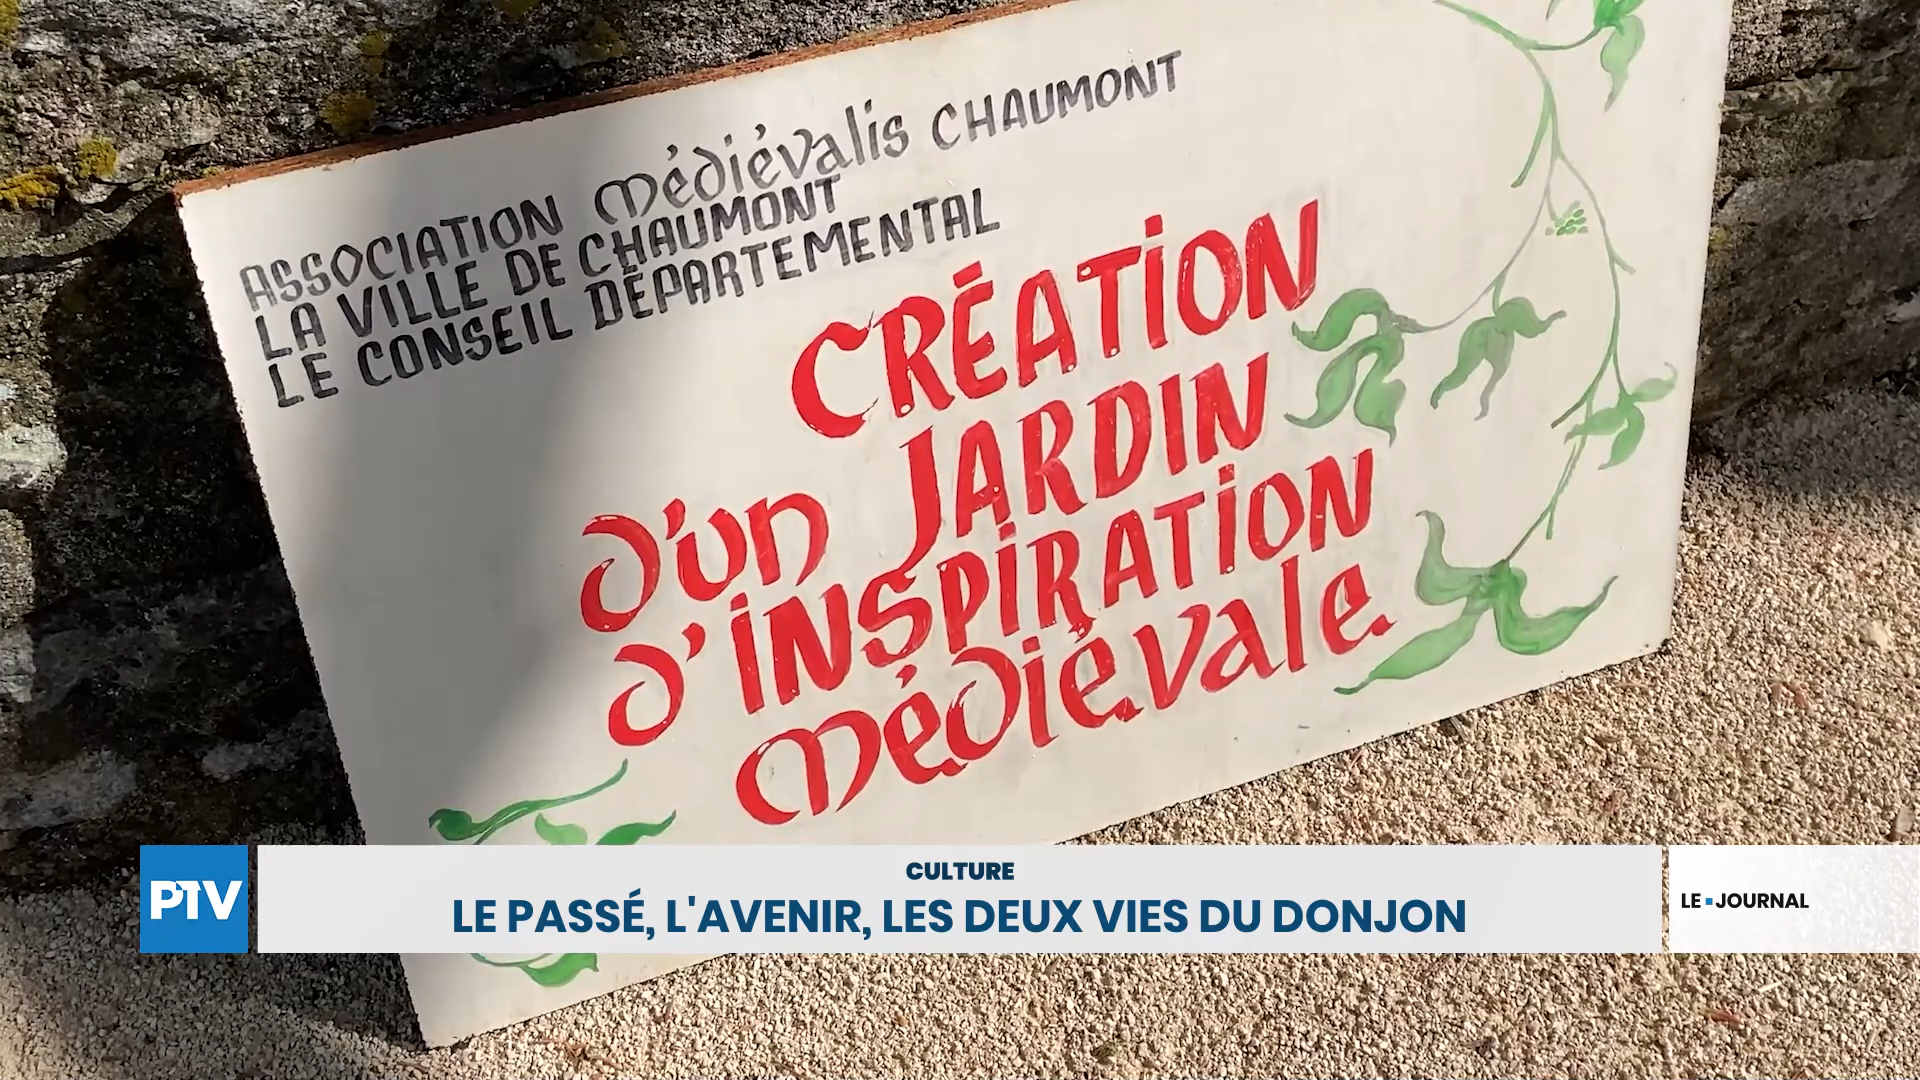 ASSOCIATION médiévalis CHAUMONT
LA VILLE DE CHAUMONT
LE CONSEIL DÉPARTEMENTAL
CRÉATION
d'un JARDIN
d'INSPIRATION
médiévale.
PTV
CULTURE
LE PASSÉ, L'AVENIR, LES DEUX VIES DU DONJON
LE JOURNAL